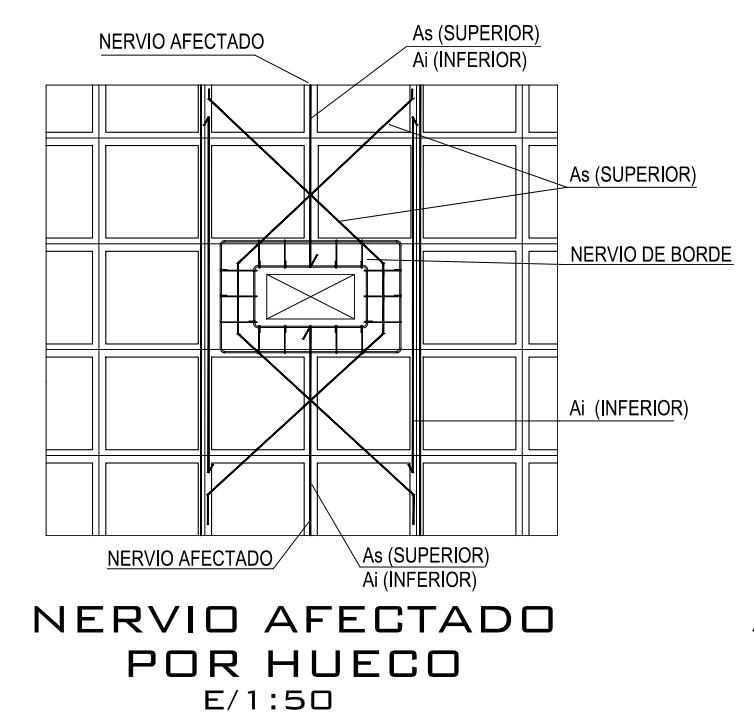 NERVIO AFECTADO
As (SUPERIOR)
Ai (INFERIOR)
As (SUPERIOR)
NERVIO DE BORDE
Ai (INFERIOR)
NERVIO AFECTADO
As (SUPERIOR)
Ai (INFERIOR)
NERVIO AFECTADO
POR HUECO
E/1:50